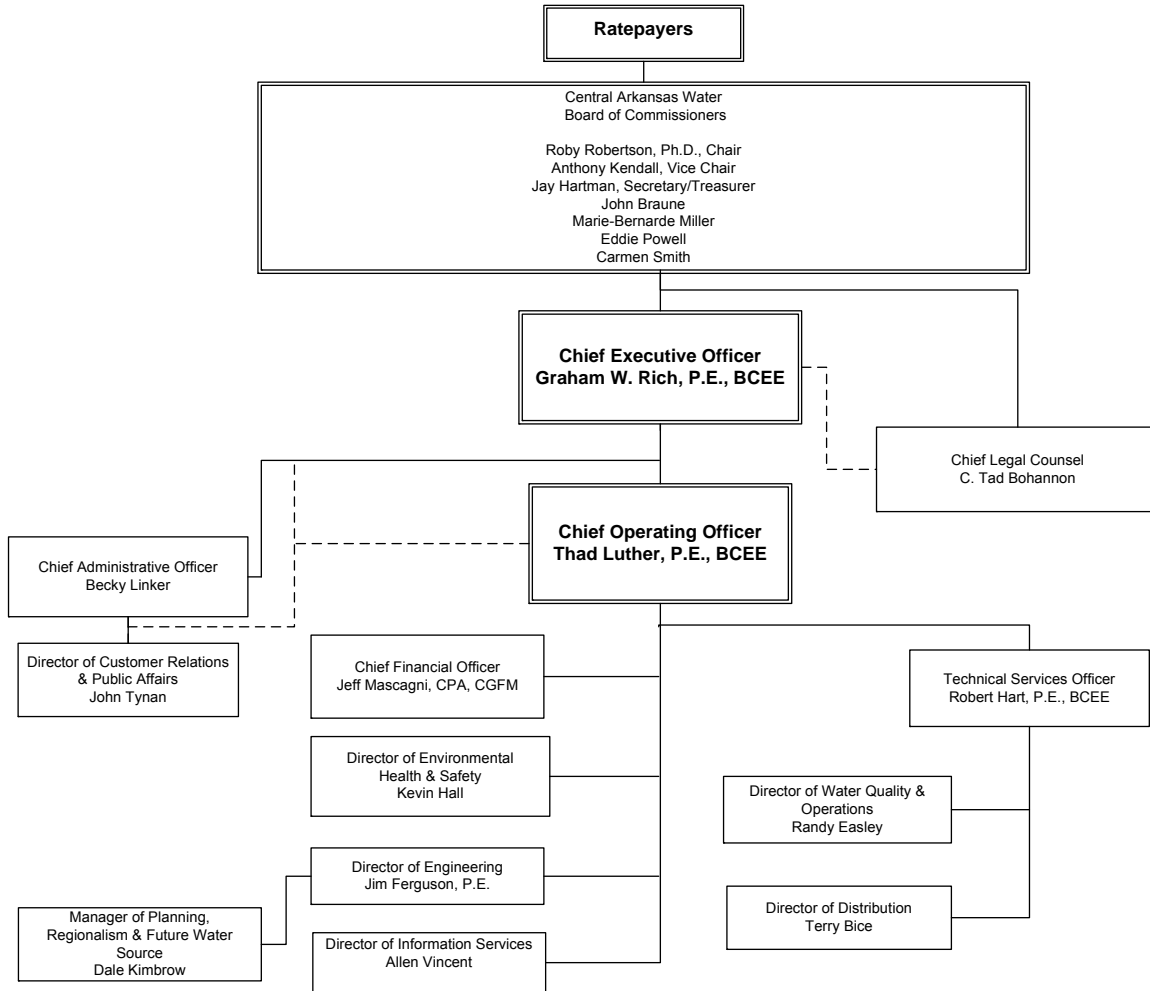 Ratepayers
Central Arkansas Water
Board of Commissioners
Roby Robertson, Ph.D., Chair
Anthony Kendall, Vice Chair
Jay Hartman, Secretary/Treasurer
John Braune
Marie-Bernarde Miller
Eddie Powell
Carmen Smith
Chief Executive Officer
Graham W. Rich, P.E., BCEE
Chief Legal Counsel
C. Tad Bohannon
Chief Operating Officer
Thad Luther, P.E., BCEE
Chief Administrative Officer
Becky Linker
Director of Customer Relations
& Public Affairs
John Tynan
Chief Financial Officer
Jeff Mascagni, CPA, CGFM
Technical Services Officer
Robert Hart, P.E., BCEE
Director of Environmental
Health & Safety
Kevin Hall
Director of Water Quality &
Operations
Randy Easley
Director of Engineering
Jim Ferguson, P.E.
Manager of Planning,
Regionalism & Future Water
Source
Dale Kimbrow
Director of Distribution
Terry Bice
Director of Information Services
Allen Vincent